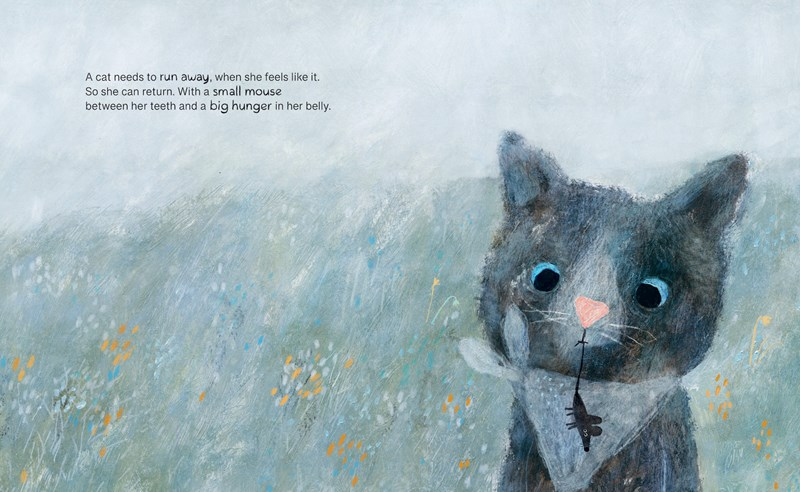 A cat needs to run away, when she feels like it.
So she can return. With a small mouse
between her teeth and a big hunger in her belly.